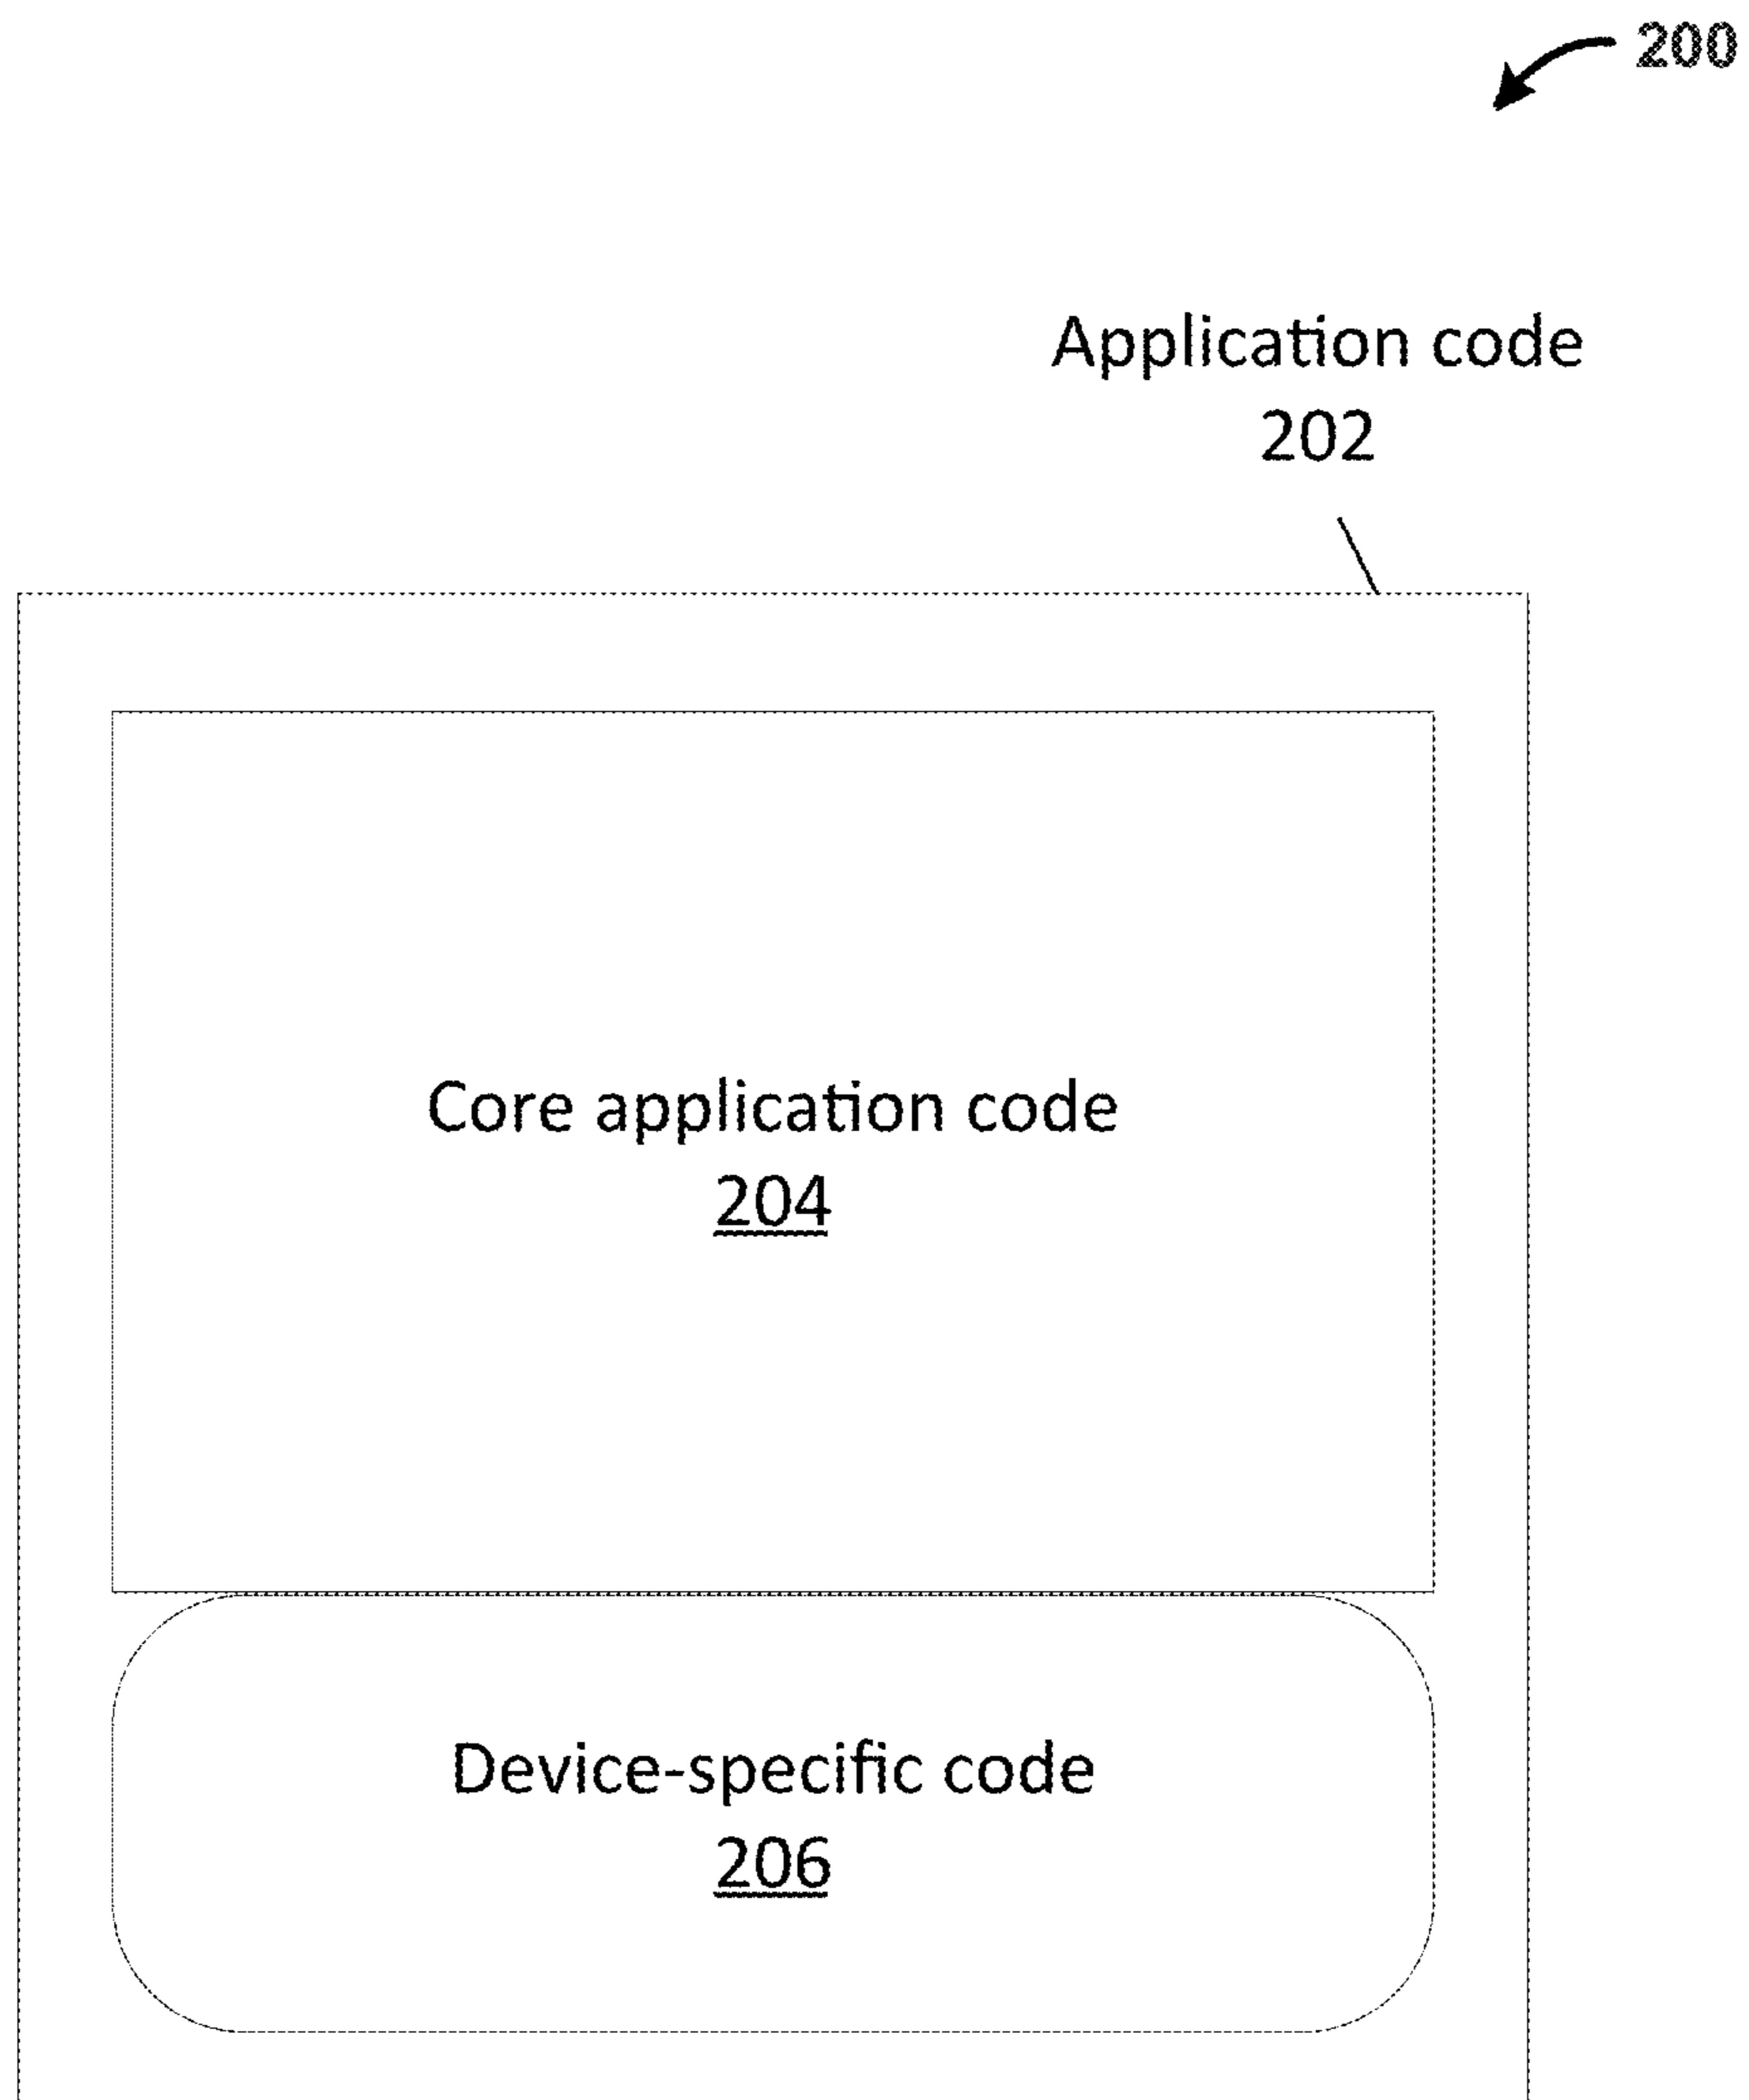 200
Application code
202
Core application code
204
Device-specific code
206